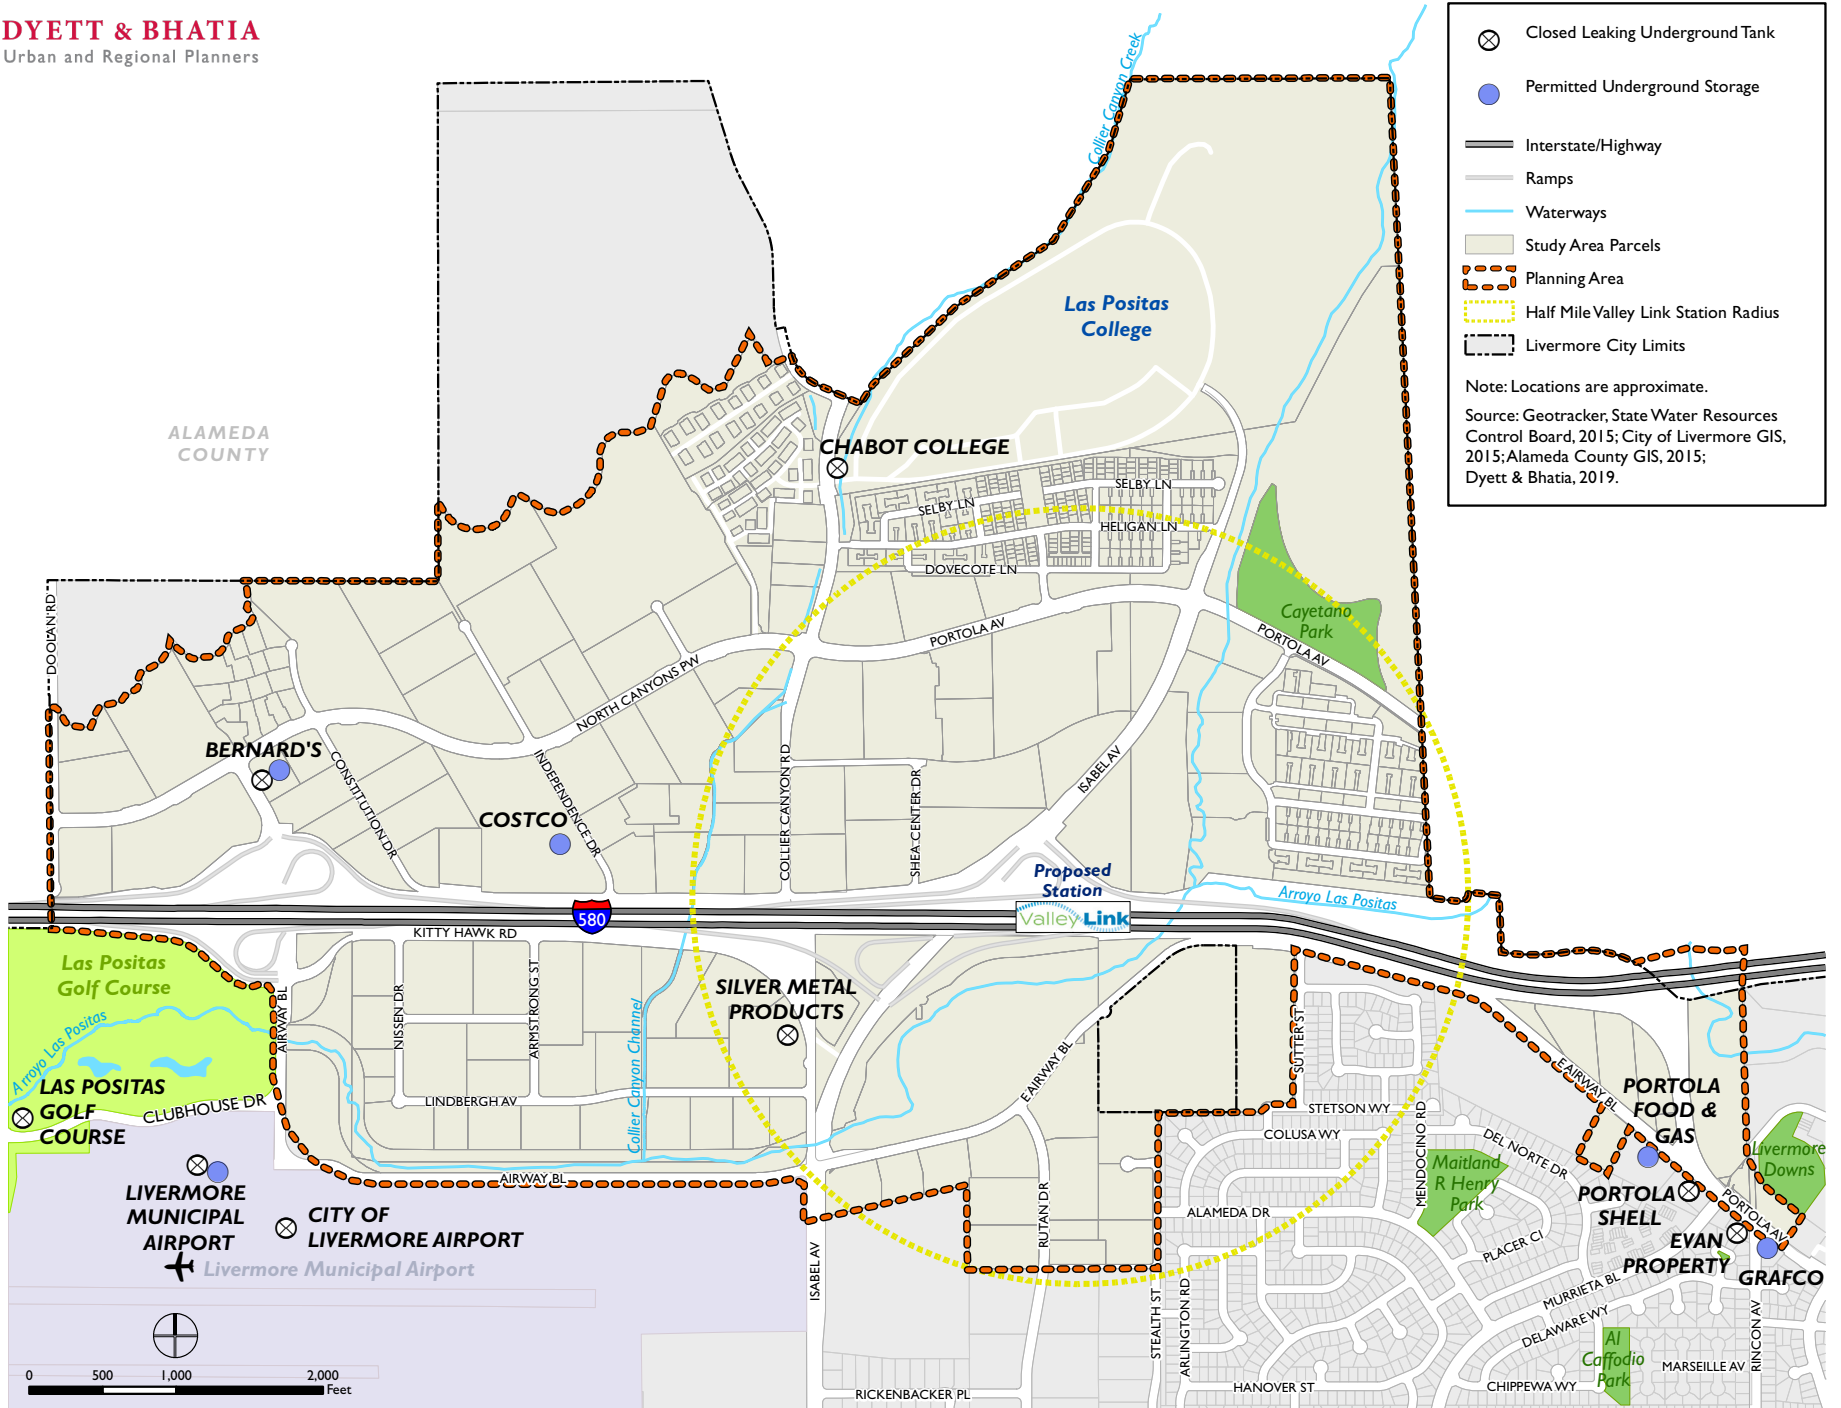 DYETT & BHATIA
Urban and Regional Planners
Closed Leaking Underground Tank
Permitted Underground Storage
Interstate/Highway
Ramps
Waterways
Study Area Parcels
Planning Area
Half Mile Valley Link Station Radius
Livermore City Limits
Note: Locations are approximate.
Source: Geotracker, State Water Resources
Control Board, 2015; City of Livermore GIS,
2015; Alameda County GIS, 2015;
Dyett & Bhatia, 2019.
Collier Canyon Creek
Las Positas
College
ALAMEDA
COUNTY
CHABOT COLLEGE
SELBY LN
SELBY LN
HELIGAN LN
DOVECOTE LN
DOOLAN RD
Cayetano
Park
PORTOLA AV
PORTOLA AV
NORTH CANYONS PW
BERNARD'S
CONSTITUTION DR
INDEPENDENCE DR
COSTCO
COLLIER CANYON RD
SHEA CENTER DR
ISABEL AV
Proposed
Station
Valley Link
Arroyo Las Positas
580
KITTY HAWK RD
Las Positas
Golf Course
AIRWAY BL
NISSEN DR
ARMSTRONG ST
SILVER METAL
PRODUCTS
Collier Canyon Channel
Arroyo Las Positas
E AIRWAY BL
SUTTER ST
E AIRWAY BL
LAS POSITAS
GOLF
COURSE
CLUBHOUSE DR
LINDBERGH AV
STETSON WY
COLUSA WY
MENDOCINO RD
DEL NORTE DR
PORTOLA
FOOD &
GAS
Livermore
Downs
Maitland
R Henry
Park
AIRWAY BL
LIVERMORE
MUNICIPAL
AIRPORT
CITY OF
LIVERMORE AIRPORT
Livermore Municipal Airport
RUTAN DR
ALAMEDA DR
PORTOLA
SHELL
PORTOLA AV
EVAN
PROPERTY
GRAFCO
PLACER CI
MURRIETA BL
DELAWARE WY
ISABEL AV
STEALTH ST
ARLINGTON RD
RINCON AV
Al
Caffodio
Park
MARSEILLE AV
RICKENBACKER PL
HANOVER ST
CHIPPEWA WY
0 500 1,000 2,000
Feet